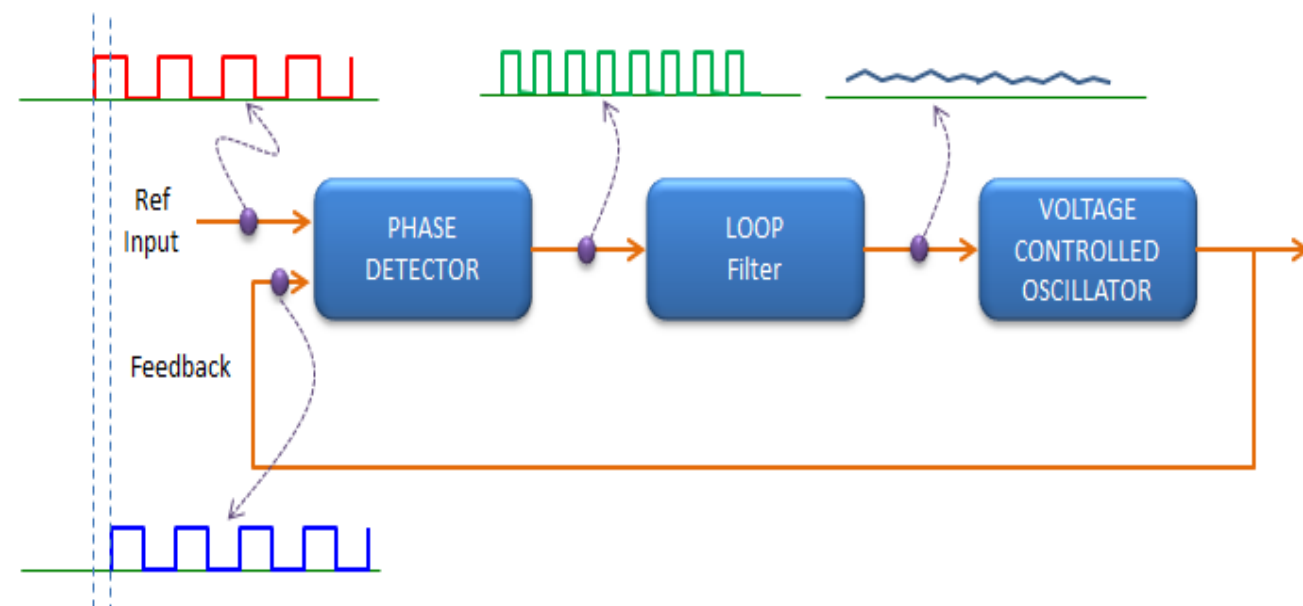 Ref
Input
PHASE
DETECTOR
LOOP
Filter
VOLTAGE
CONTROLLED
OSCILLATOR
Feedback